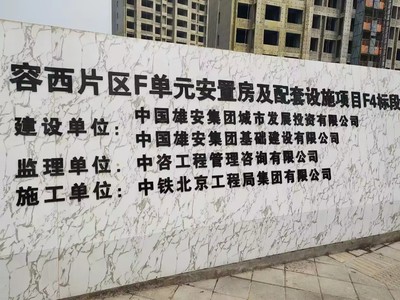 容西片区F单元安置房及配套设施项目F4标段
建设单位：中国雄安集团城市发展投资有限公司
中国雄安集团基础建设有限公司
监理单位：中咨工程管理咨询有限公司
施工单位：中铁北京工程局集团有限公司